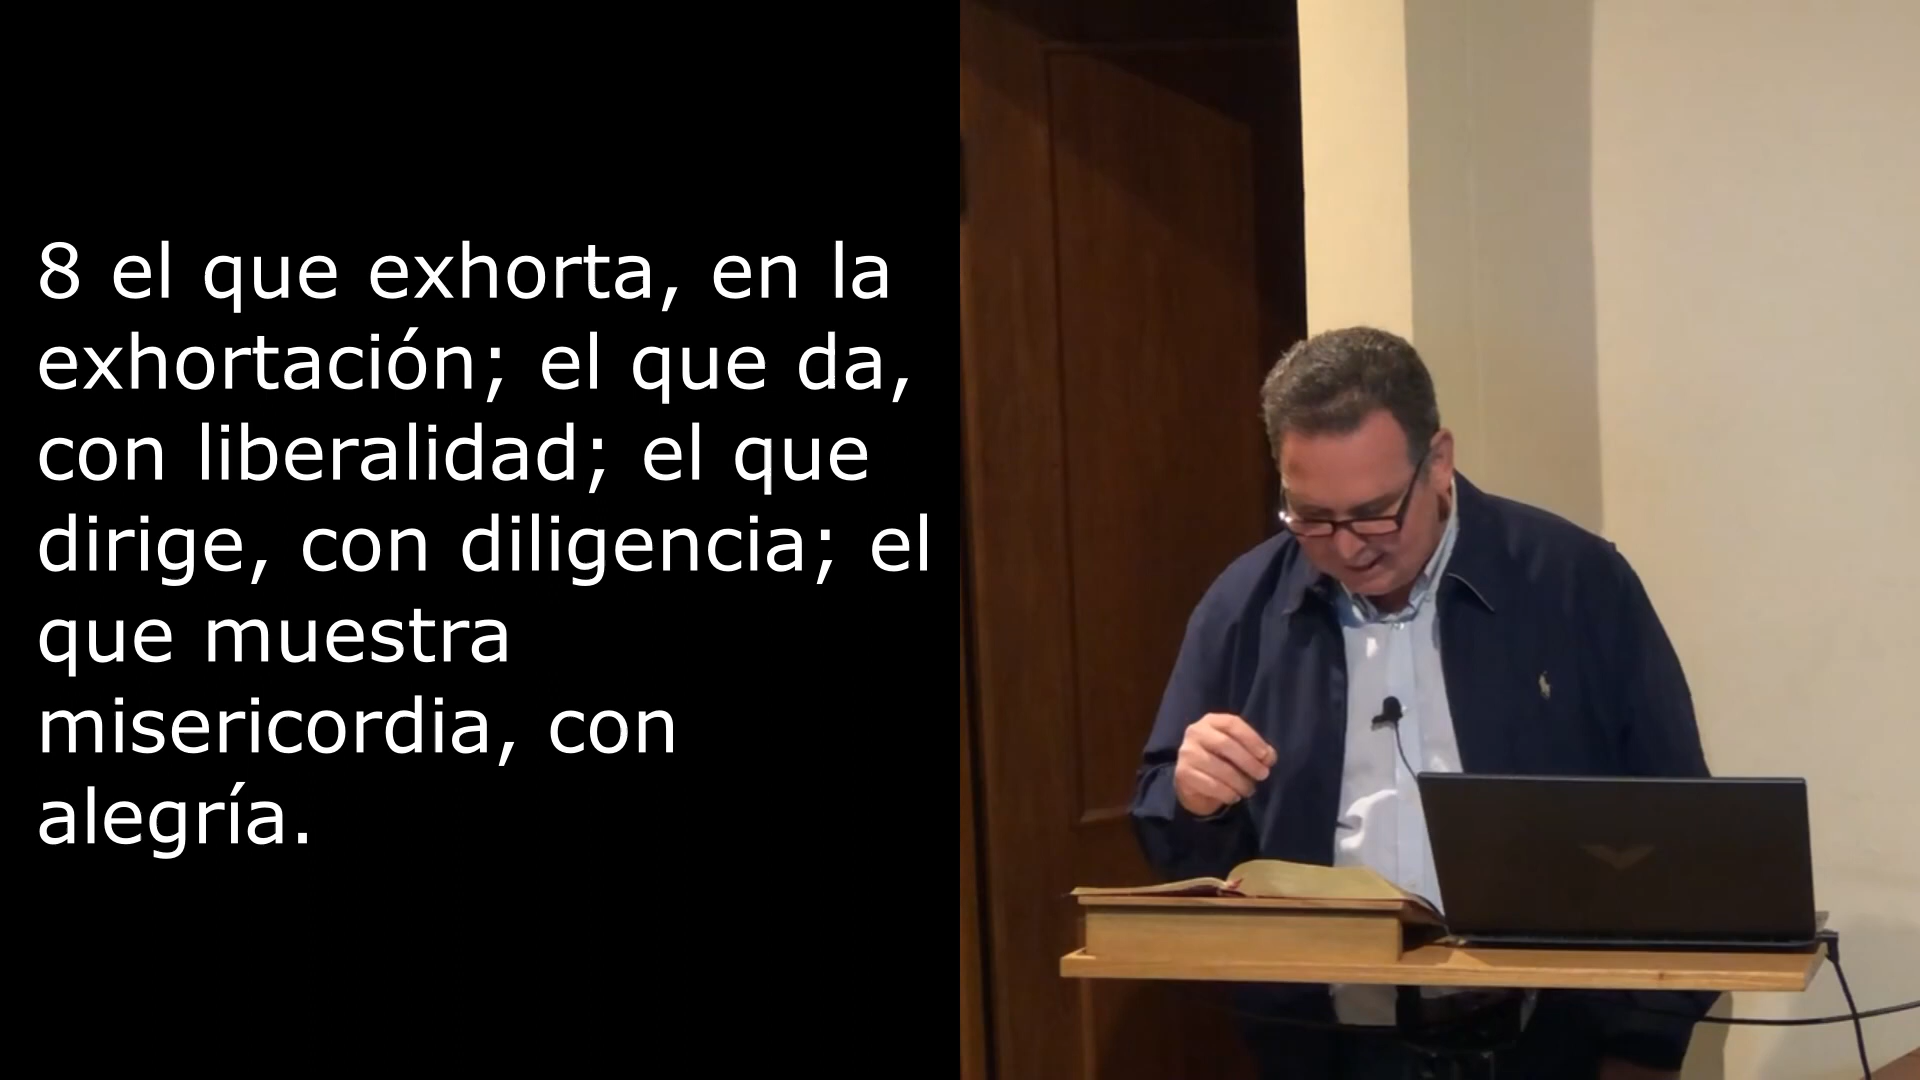 8 el que exhorta, en la
exhortación; el que da,
con liberalidad; el que
dirige, con diligencia; el
que muestra
misericordia, con
alegría.